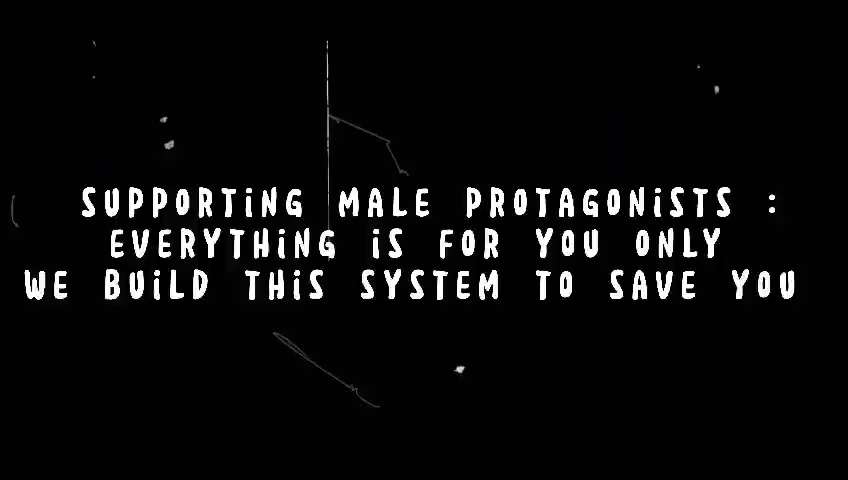 SUPPORTING MALE PROTAGONISTS :
EVERYTHING IS FOR YOU ONLY
WE BUILD THIS SYSTEM TO SAVE YOU